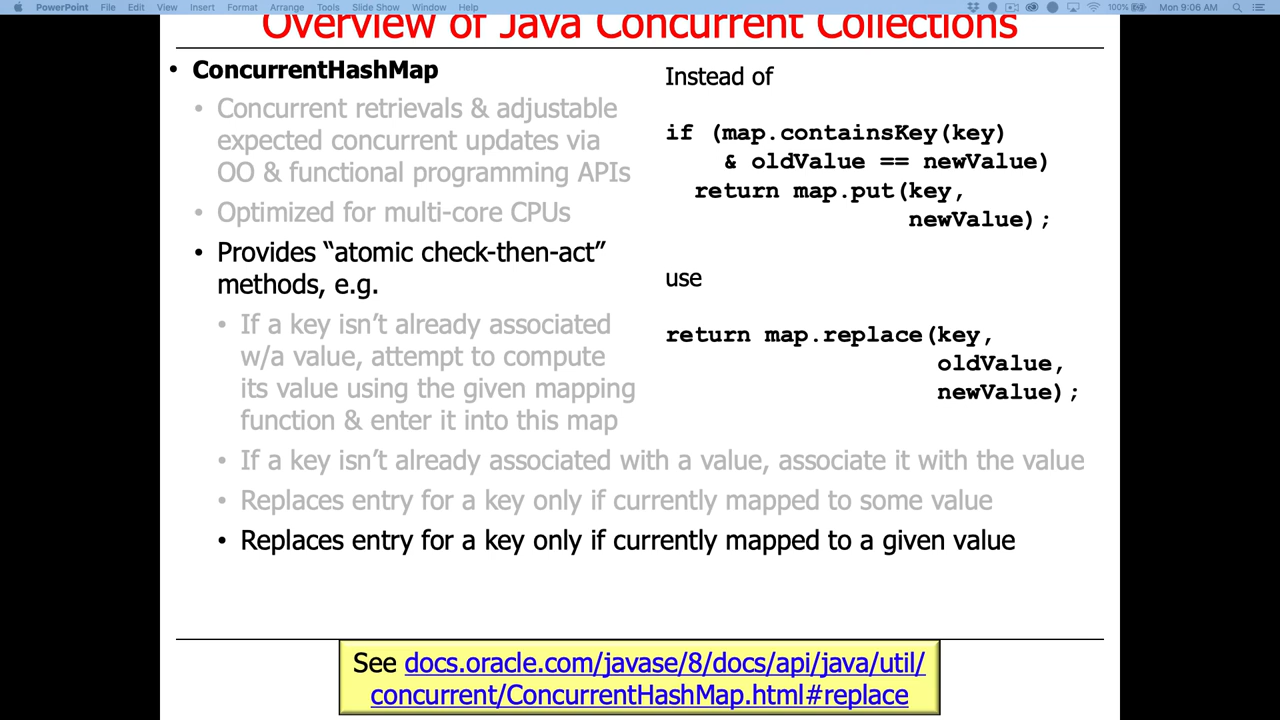 PowerPoint File Edit View Insert Format Arrange Tools Slide Show Window Help 100% Mon 9:06 AM
Overview of Java Concurrent Collections
• ConcurrentHashMap
• Concurrent retrievals & adjustable
expected concurrent updates via
OO & functional programming APIs
• Optimized for multi-core CPUs
• Provides “atomic check-then-act”
methods, e.g.
• If a key isn’t already associated
w/a value, attempt to compute
its value using the given mapping
function & enter it into this map
• If a key isn’t already associated with a value, associate it with the value
• Replaces entry for a key only if currently mapped to some value
• Replaces entry for a key only if currently mapped to a given value
Instead of
if (map.containsKey(key)
& oldValue == newValue)
return map.put(key,
newValue);
use
return map.replace(key,
oldValue,
newValue);
See docs.oracle.com/javase/8/docs/api/java/util/
concurrent/ConcurrentHashMap.html#replace